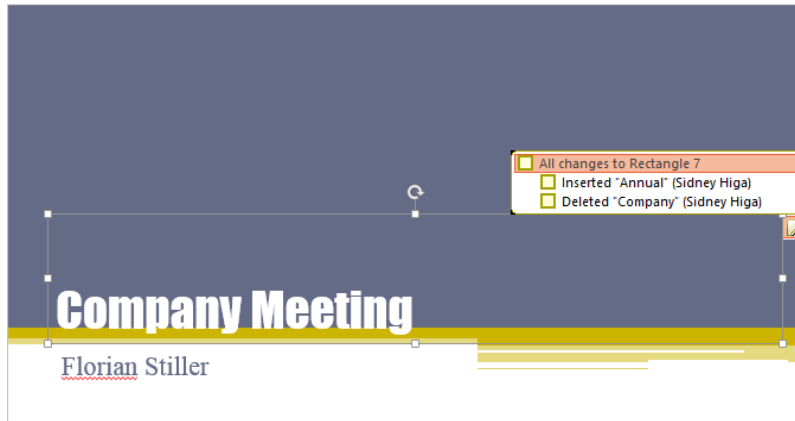 All changes to Rectangle 7
Inserted "Annual" (Sidney Higa)
Deleted "Company" (Sidney Higa)
Company Meeting
Florian Stiller